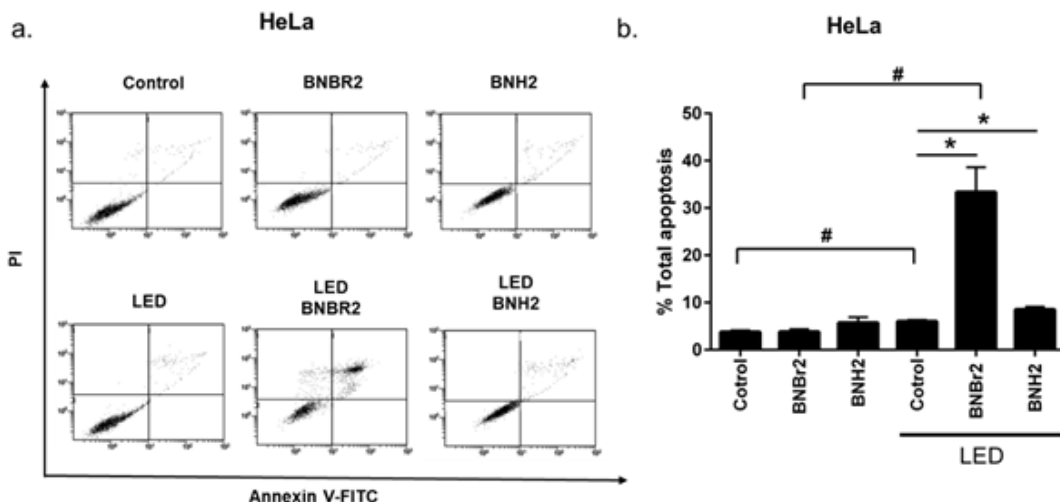 a.
HeLa
Control
BNBR2
BNH2
LED
LED
BNBR2
LED
BNH2
PI
Annexin V-FITC
b.
HeLa
#
*
*
#
% Total apoptosis
50
40
30
20
10
0
Cotrol
BNBr2
BNH2
Cotrol
BNBr2
BNH2
LED